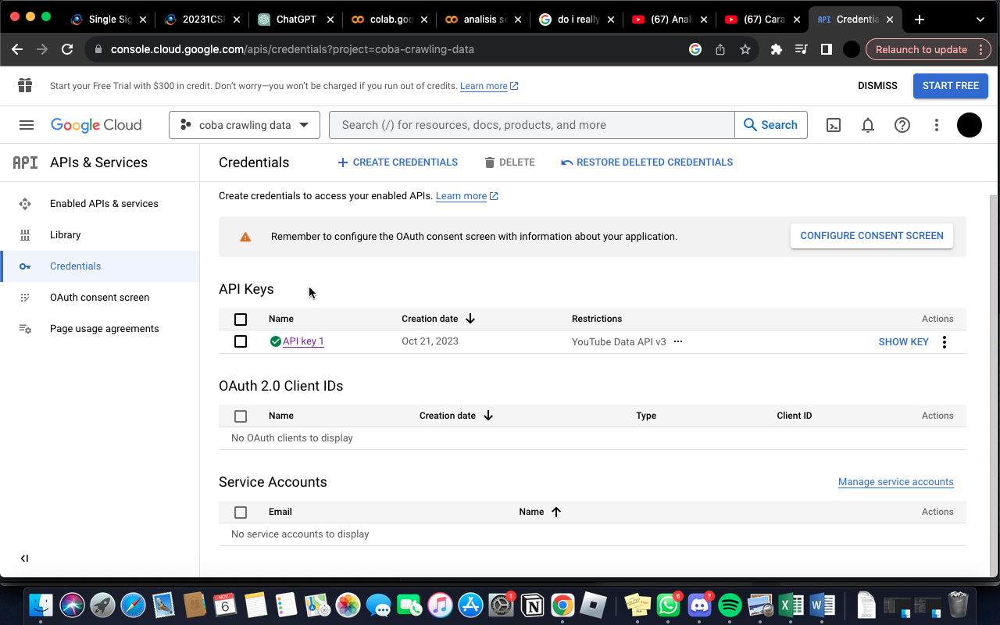 Single Sig
20231CSF
ChatGPT
colab.goo
analisis se
do i really
(67) Anali
(67) Cara
API Credentia
console.cloud.google.com/apis/credentials?project=coba-crawling-data
Relaunch to update
Start your Free Trial with $300 in credit. Don't worry—you won't be charged if you run out of credits. Learn more
DISMISS
START FREE
Google Cloud
coba crawling data
Search (/) for resources, docs, products, and more
Search
API APIs & Services
Credentials
CREATE CREDENTIALS
DELETE
RESTORE DELETED CREDENTIALS
Enabled APIs & services
Library
Credentials
OAuth consent screen
Page usage agreements
Create credentials to access your enabled APIs. Learn more
Remember to configure the OAuth consent screen with information about your application.
CONFIGURE CONSENT SCREEN
API Keys
Name Creation date Restrictions Actions
API key 1 Oct 21, 2023 YouTube Data API v3 ... SHOW KEY
OAuth 2.0 Client IDs
Name Creation date Type Client ID Actions
No OAuth clients to display
Service Accounts
Manage service accounts
Email Name Actions
No service accounts to display
NOV
6
1
6
7
DOCX